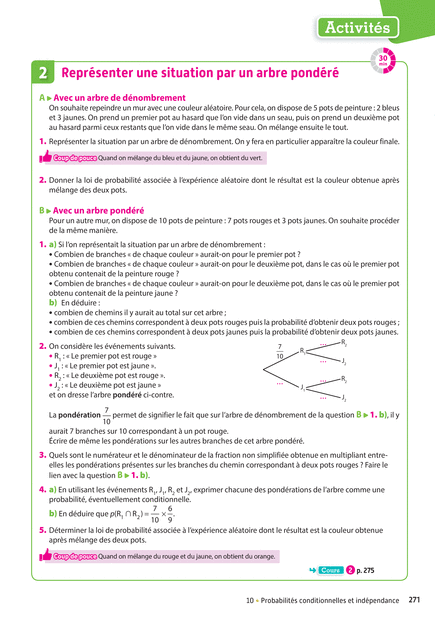 Activités
30 min
2 Représenter une situation par un arbre pondéré
A ▸ Avec un arbre de dénombrement
On souhaite repeindre un mur avec une couleur aléatoire. Pour cela, on dispose de 5 pots de peinture : 2 bleus
et 3 jaunes. On prend un premier pot au hasard que l'on vide dans un seau, puis on prend un deuxième pot
au hasard parmi ceux restants que l'on vide dans le même seau. On mélange ensuite le tout.
1. Représenter la situation par un arbre de dénombrement. On y fera en particulier apparaître la couleur finale.
Coup de pouce Quand on mélange du bleu et du jaune, on obtient du vert.
2. Donner la loi de probabilité associée à l'expérience aléatoire dont le résultat est la couleur obtenue après
mélange des deux pots.
B ▸ Avec un arbre pondéré
Pour un autre mur, on dispose de 10 pots de peinture : 7 pots rouges et 3 pots jaunes. On souhaite procéder
de la même manière.
1. a) Si l'on représentait la situation par un arbre de dénombrement :
• Combien de branches « de chaque couleur » aurait-on pour le premier pot ?
• Combien de branches « de chaque couleur » aurait-on pour le deuxième pot, dans le cas où le premier pot
obtenu contenait de la peinture rouge ?
• Combien de branches « de chaque couleur » aurait-on pour le deuxième pot, dans le cas où le premier pot
obtenu contenait de la peinture jaune ?
b) En déduire :
• combien de chemins il y aurait au total sur cet arbre ;
• combien de ces chemins correspondent à deux pots rouges puis la probabilité d'obtenir deux pots rouges ;
• combien de ces chemins correspondent à deux pots jaunes puis la probabilité d'obtenir deux pots jaunes.
2. On considère les événements suivants.
• R₁ : « Le premier pot est rouge »
• J₁ : « Le premier pot est jaune ».
• R₂ : « Le deuxième pot est rouge ».
• J₂ : « Le deuxième pot est jaune »
et on dresse l'arbre pondéré ci-contre.
7/10 R₁ ... R₂
... J₂
... J₁ ... R₂
... J₂
La pondération 7/10 permet de signifier le fait que sur l'arbre de dénombrement de la question B ▸ 1. b), il y
aurait 7 branches sur 10 correspondant à un pot rouge.
Écrire de même les pondérations sur les autres branches de cet arbre pondéré.
3. Quels sont le numérateur et le dénominateur de la fraction non simplifiée obtenue en multipliant entre-
elles les pondérations présentes sur les branches du chemin correspondant à deux pots rouges ? Faire le
lien avec la question B ▸ 1. b).
4. a) En utilisant les événements R₁, J₁, R₂ et J₂, exprimer chacune des pondérations de l'arbre comme une
probabilité, éventuellement conditionnelle.
b) En déduire que p(R₁ ∩ R₂) = 7/10 × 6/9.
5. Déterminer la loi de probabilité associée à l'expérience aléatoire dont le résultat est la couleur obtenue
après mélange des deux pots.
Coup de pouce Quand on mélange du rouge et du jaune, on obtient du orange.
➥ Cours 2 p. 275
10 • Probabilités conditionnelles et indépendance 271